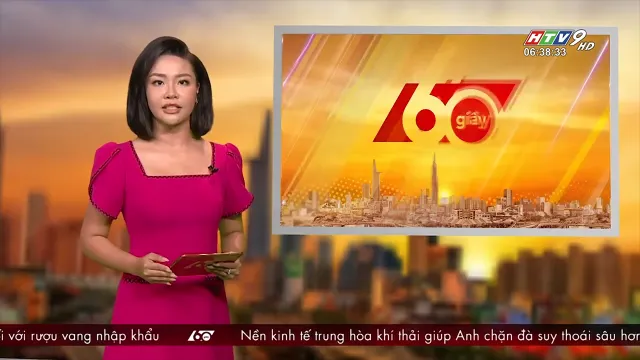 HTV9 HD
06:38:33
60 giây
i với rượu vang nhập khẩu 60 Nền kinh tế trung hòa khí thải giúp Anh chặn đà suy thoái sâu hơ